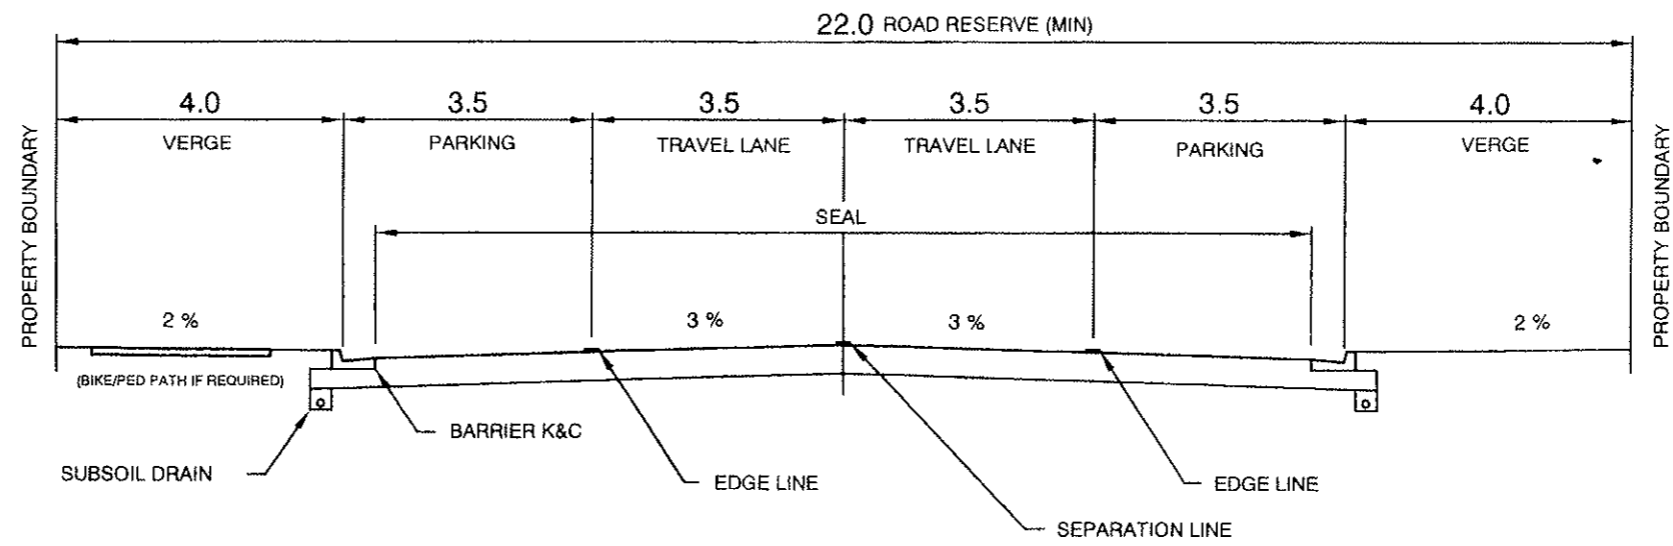 22.0 ROAD RESERVE (MIN)
4.0
3.5
3.5
3.5
3.5
4.0
VERGE
PARKING
TRAVEL LANE
TRAVEL LANE
PARKING
VERGE
PROPERTY BOUNDARY
PROPERTY BOUNDARY
SEAL
2 %
3 %
3 %
2 %
(BIKE/PED PATH IF REQUIRED)
BARRIER K&C
SUBSOIL DRAIN
EDGE LINE
EDGE LINE
SEPARATION LINE